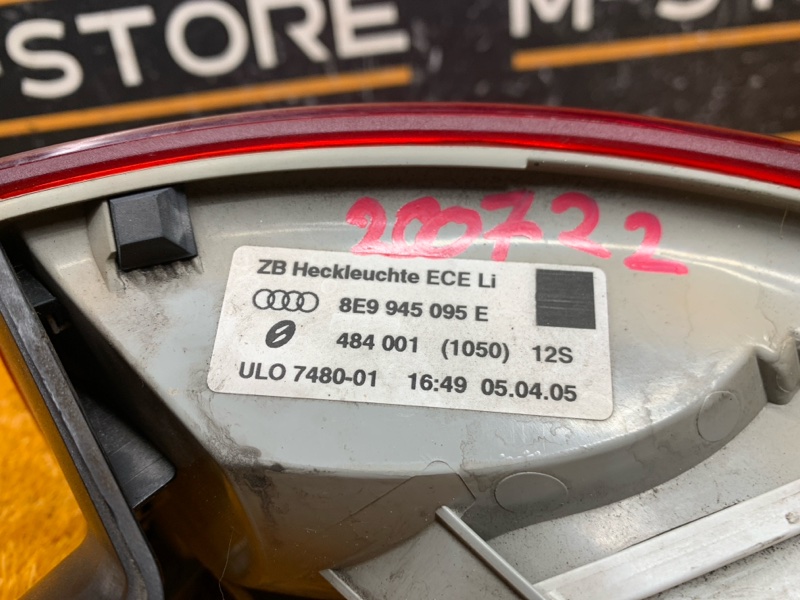 STORE M-STORE
200722
ZB Heckleuchte ECE Li
8E9 945 095 E
484 001 (1050) 12S
ULO 7480-01 16:49 05.04.05